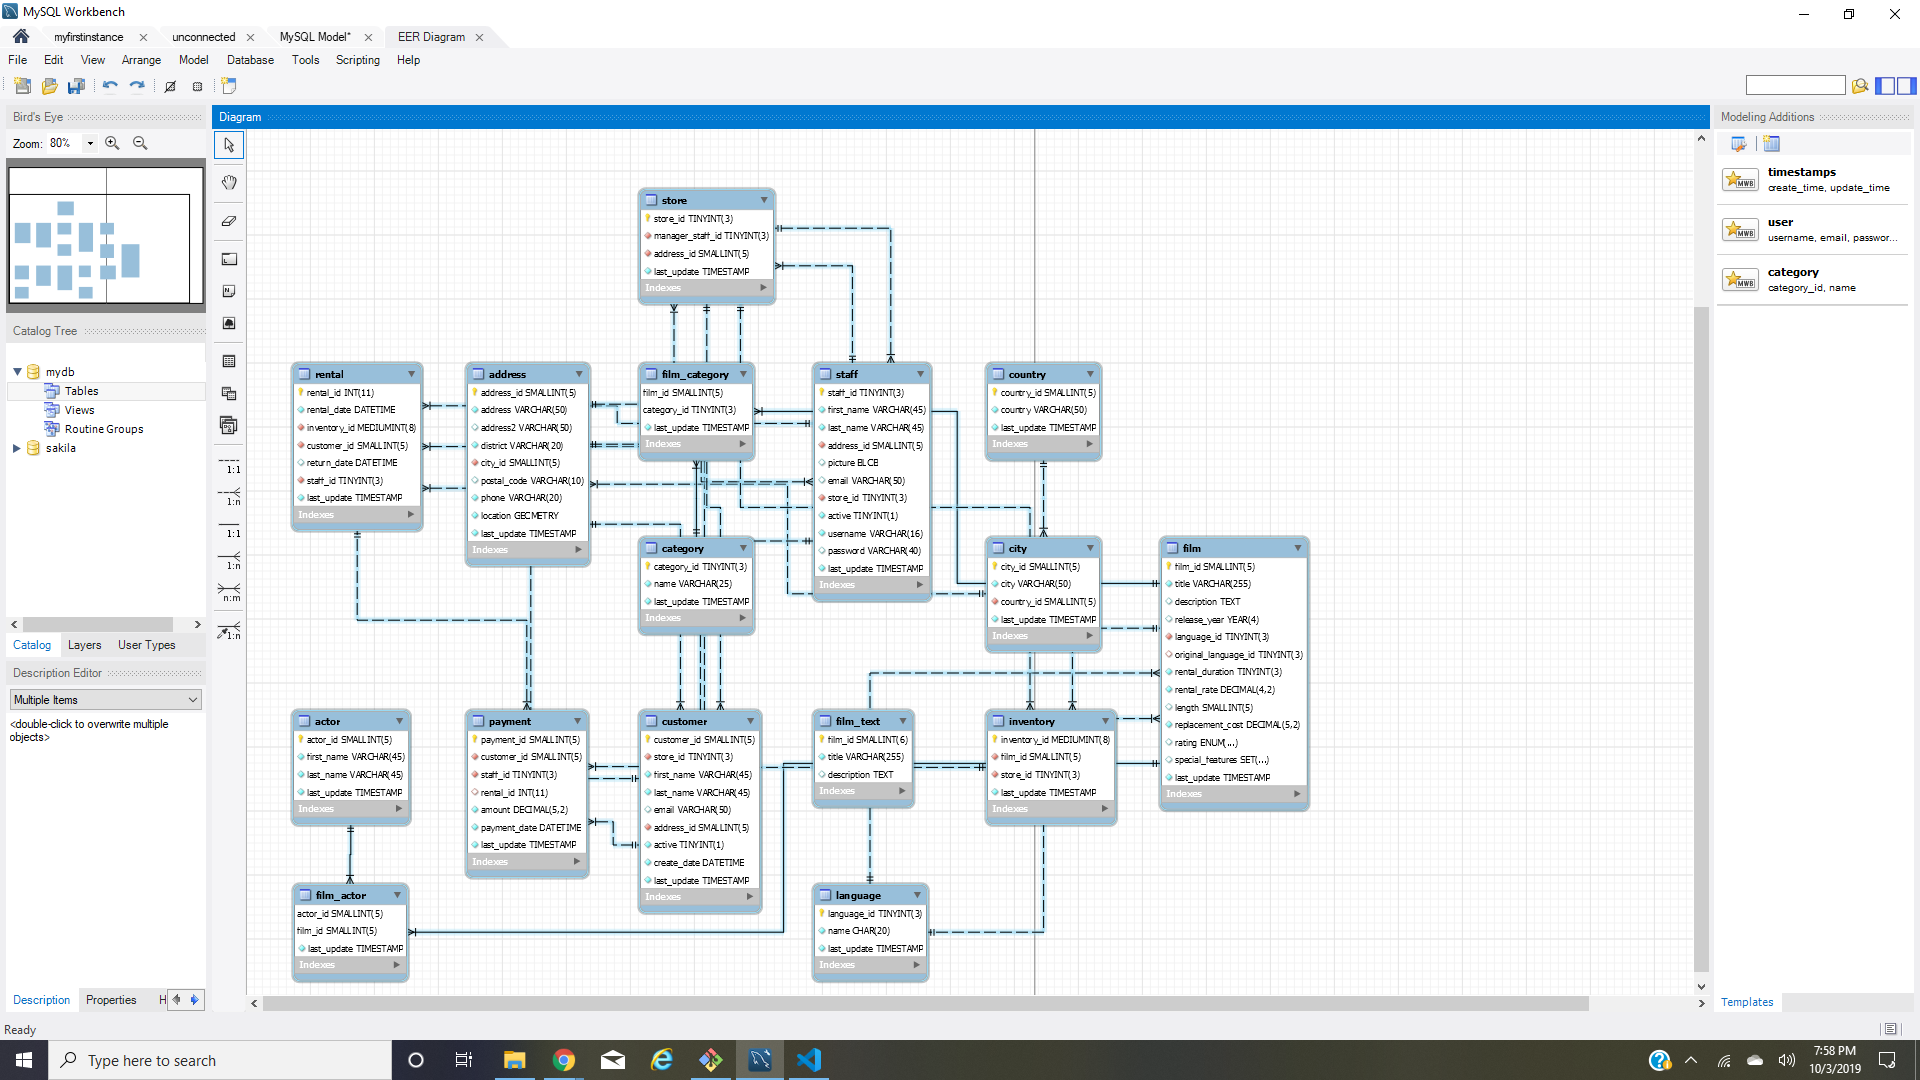 MySQL Workbench
myfirstinstance
unconnected
MySQL Model*
EER Diagram
File Edit View Arrange Model Database Tools Scripting Help
Bird's Eye
Zoom: 80%
Catalog Tree
mydb
Tables
Views
Routine Groups
sakila
Catalog Layers User Types
Description Editor
Multiple Items
<double-click to overwrite multiple
objects>
Description Properties H
Ready
Diagram
1:1
1:n
1:1
1:n
n:m
1:n
store
store_id TINYINT(3)
manager_staff_id TINYINT(3)
address_id SMALLINT(5)
last_update TIMESTAMP
Indexes
rental
rental_id INT(11)
rental_date DATETIME
inventory_id MEDIUMINT(8)
customer_id SMALLINT(5)
return_date DATETIME
staff_id TINYINT(3)
last_update TIMESTAMP
Indexes
address
address_id SMALLINT(5)
address VARCHAR(50)
address2 VARCHAR(50)
district VARCHAR(20)
city_id SMALLINT(5)
postal_code VARCHAR(10)
phone VARCHAR(20)
location GEOMETRY
last_update TIMESTAMP
Indexes
film_category
film_id SMALLINT(5)
category_id TINYINT(3)
last_update TIMESTAMP
Indexes
staff
staff_id TINYINT(3)
first_name VARCHAR(45)
last_name VARCHAR(45)
address_id SMALLINT(5)
picture BLOB
email VARCHAR(50)
store_id TINYINT(3)
active TINYINT(1)
username VARCHAR(16)
password VARCHAR(40)
last_update TIMESTAMP
Indexes
country
country_id SMALLINT(5)
country VARCHAR(50)
last_update TIMESTAMP
Indexes
category
category_id TINYINT(3)
name VARCHAR(25)
last_update TIMESTAMP
Indexes
city
city_id SMALLINT(5)
city VARCHAR(50)
country_id SMALLINT(5)
last_update TIMESTAMP
Indexes
film
film_id SMALLINT(5)
title VARCHAR(255)
description TEXT
release_year YEAR(4)
language_id TINYINT(3)
original_language_id TINYINT(3)
rental_duration TINYINT(3)
rental_rate DECIMAL(4,2)
length SMALLINT(5)
replacement_cost DECIMAL(5,2)
rating ENUM(...)
special_features SET(...)
last_update TIMESTAMP
Indexes
actor
actor_id SMALLINT(5)
first_name VARCHAR(45)
last_name VARCHAR(45)
last_update TIMESTAMP
Indexes
payment
payment_id SMALLINT(5)
customer_id SMALLINT(5)
staff_id TINYINT(3)
rental_id INT(11)
amount DECIMAL(5,2)
payment_date DATETIME
last_update TIMESTAMP
Indexes
customer
customer_id SMALLINT(5)
store_id TINYINT(3)
first_name VARCHAR(45)
last_name VARCHAR(45)
email VARCHAR(50)
address_id SMALLINT(5)
active TINYINT(1)
create_date DATETIME
last_update TIMESTAMP
Indexes
film_text
film_id SMALLINT(6)
title VARCHAR(255)
description TEXT
Indexes
inventory
inventory_id MEDIUMINT(8)
film_id SMALLINT(5)
store_id TINYINT(3)
last_update TIMESTAMP
Indexes
film_actor
actor_id SMALLINT(5)
film_id SMALLINT(5)
last_update TIMESTAMP
Indexes
language
language_id TINYINT(3)
name CHAR(20)
last_update TIMESTAMP
Indexes
Modeling Additions
MWB
timestamps
create_time, update_time
MWB
user
username, email, passwor...
MWB
category
category_id, name
Templates
Type here to search
7:58 PM
10/3/2019